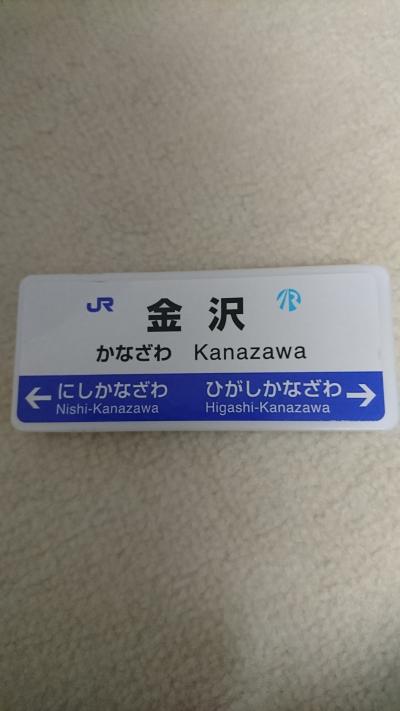 JR 金沢 IR
かなざわ Kanazawa
← にしかなざわ ひがしかなざわ →
Nishi-Kanazawa Higashi-Kanazawa